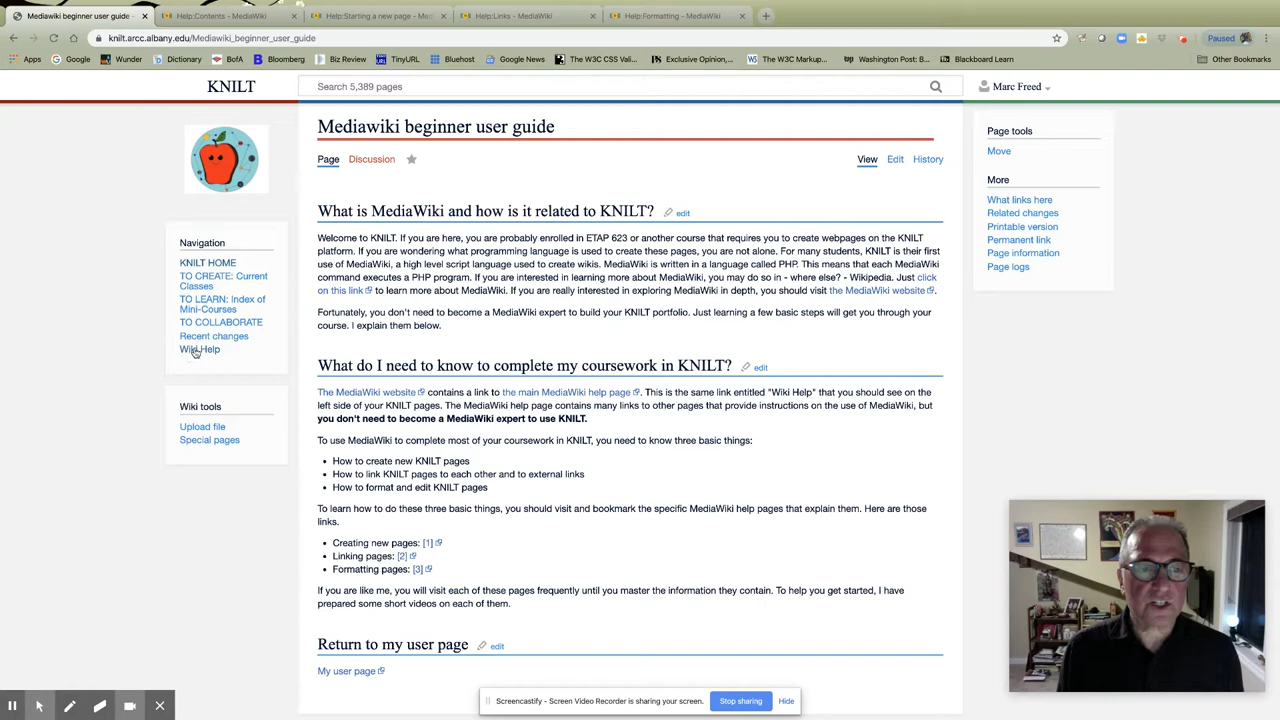 Mediawiki beginner user guide -
Help:Contents - MediaWiki
Help:Starting a new page - Med
Help:Links - MediaWiki
Help:Formatting - MediaWiki
knilt.arcc.albany.edu/Mediawiki_beginner_user_guide
Paused
Apps
Google
Wunder
Dictionary
BofA
Bloomberg
Biz Review
TinyURL
Bluehost
Google News
The W3C CSS Vali...
Exclusive Opinion,...
The W3C Markup...
Washington Post: B...
Blackboard Learn
Other Bookmarks
KNILT
Search 5,389 pages
Marc Freed
Mediawiki beginner user guide
Page
Discussion
View
Edit
History
Navigation
KNILT HOME
TO CREATE: Current
Classes
TO LEARN: Index of
Mini-Courses
TO COLLABORATE
Recent changes
Wiki Help
Wiki tools
Upload file
Special pages
What is MediaWiki and how is it related to KNILT? edit
Welcome to KNILT. If you are here, you are probably enrolled in ETAP 623 or another course that requires you to create webpages on the KNILT
platform. If you are wondering what programming language is used to create these pages, you are not alone. For many students, KNILT is their first
use of MediaWiki, a high level script language used to create wikis. MediaWiki is written in a language called PHP. This means that each MediaWiki
command executes a PHP program. If you are interested in learning more about MediaWiki, you may do so in - where else? - Wikipedia. Just click
on this link to learn more about MediaWiki. If you are really interested in exploring MediaWiki in depth, you should visit the MediaWiki website.
Fortunately, you don't need to become a MediaWiki expert to build your KNILT portfolio. Just learning a few basic steps will get you through your
course. I explain them below.
What do I need to know to complete my coursework in KNILT? edit
The MediaWiki website contains a link to the main MediaWiki help page. This is the same link entitled "Wiki Help" that you should see on the
left side of your KNILT pages. The MediaWiki help page contains many links to other pages that provide instructions on the use of MediaWiki, but
you don't need to become a MediaWiki expert to use KNILT.
To use MediaWiki to complete most of your coursework in KNILT, you need to know three basic things:
• How to create new KNILT pages
• How to link KNILT pages to each other and to external links
• How to format and edit KNILT pages
To learn how to do these three basic things, you should visit and bookmark the specific MediaWiki help pages that explain them. Here are those
links.
• Creating new pages: [1]
• Linking pages: [2]
• Formatting pages: [3]
If you are like me, you will visit each of these pages frequently until you master the information they contain. To help you get started, I have
prepared some short videos on each of them.
Return to my user page edit
My user page
Page tools
Move
More
What links here
Related changes
Printable version
Permanent link
Page information
Page logs
Screencastify - Screen Video Recorder is sharing your screen.
Stop sharing
Hide